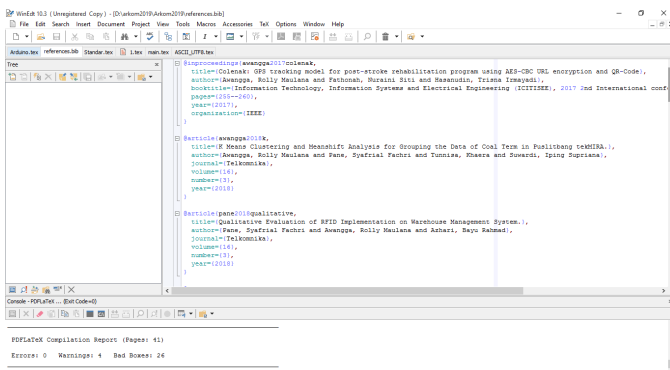 WinEdt 10.3 (Unregistered Copy) - [D:\arkom2019\Arkom2019\references.bib]
File Edit Search Insert Document Project View Tools Macros Accessories TeX Options Window Help
Arduino.tex references.bib Standar.tex 1.tex main.tex ASCII_UTF8.tex
Tree
@inproceedings{awangga2017colenak,
title={Colenak: GPS tracking model for post-stroke rehabilitation program using AES-CBC URL encryption and QR-Code},
author={Awangga, Rolly Maulana and Fathonah, Nuraini Siti and Hasanudin, Trisna Irmayadi},
booktitle={Information Technology, Information Systems and Electrical Engineering (ICITISEE), 2017 2nd International conf
pages={255--260},
year={2017},
organization={IEEE}
}
@article{awangga2018k,
title={K Means Clustering and Meanshift Analysis for Grouping the Data of Coal Term in Puslitbang tekMIRA.},
author={Awangga, Rolly Maulana and Pane, Syafrial Fachri and Tunnisa, Khaera and Suwardi, Iping Supriana},
journal={Telkomnika},
volume={16},
number={3},
year={2018}
}
@article{pane2018qualitative,
title={Qualitative Evaluation of RFID Implementation on Warehouse Management System.},
author={Pane, Syafrial Fachri and Awangga, Rolly Maulana and Azhari, Bayu Rahmad},
journal={Telkomnika},
volume={16},
number={3},
year={2018}
}
Console - PDFLaTeX ... (Exit Code=0)
PDFLaTeX Compilation Report (Pages: 41)
Errors: 0 Warnings: 4 Bad Boxes: 26